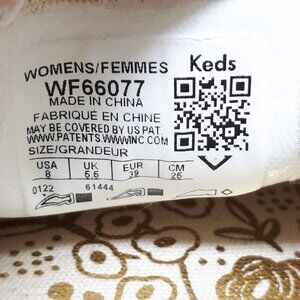 Keds
WOMENS/FEMMES
WF66077
MADE IN CHINA
FABRIQUÉ EN CHINE
MAY BE COVERED BY US PAT.
WWW.PATENTS.WWWINC.COM
SIZE/GRANDEUR
USA UK EUR CM
8 5.5 39 25
0122 61444